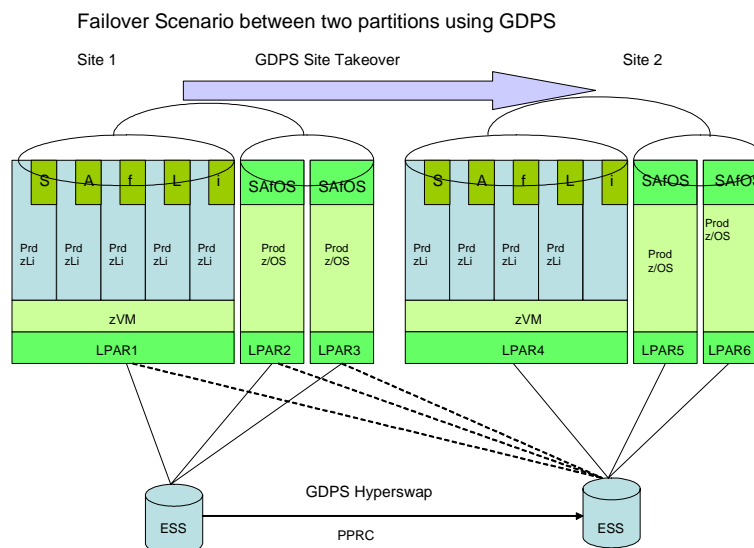 Failover Scenario between two partitions using GDPS
Site 1 GDPS Site Takeover Site 2
S A f L i SAfOS SAfOS S A f L i SAfOS SAfOS
Prd zLi Prd zLi Prd zLi Prd zLi Prd zLi Prod z/OS Prod z/OS Prd zLi Prd zLi Prd zLi Prd zLi Prod z/OS Prod z/OS
zVM zVM
LPAR1 LPAR2 LPAR3 LPAR4 LPAR5 LPAR6
GDPS Hyperswap
ESS ESS
PPRC